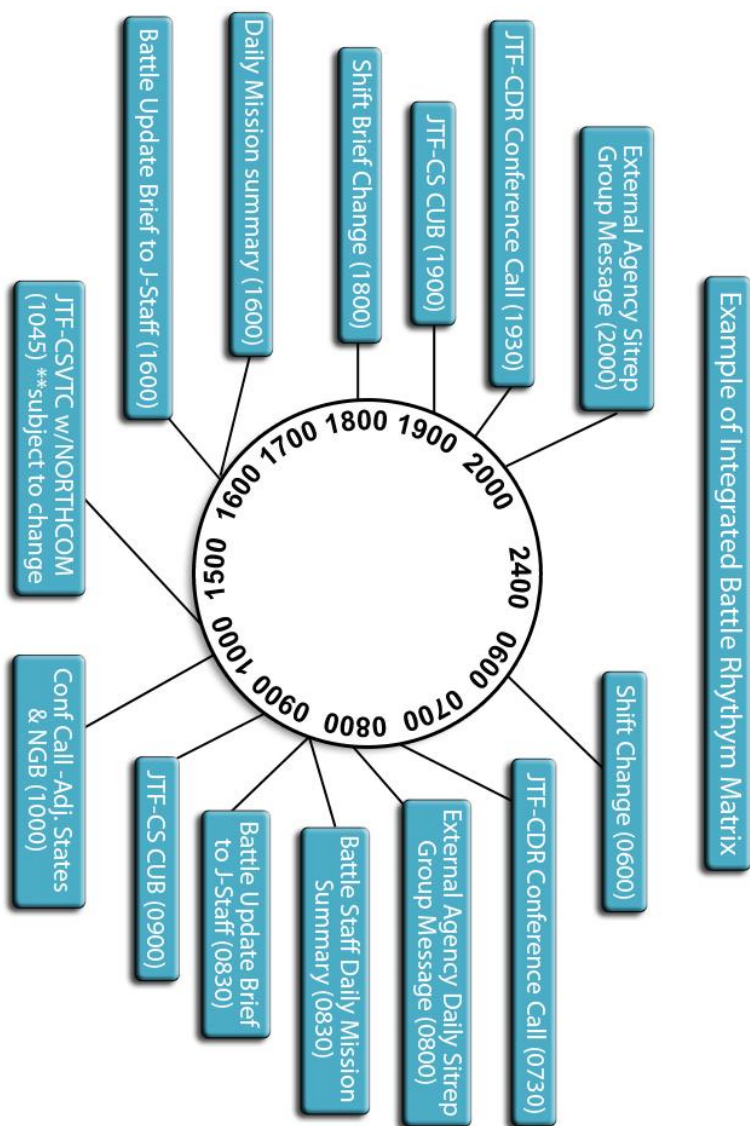 Example of Integrated Battle Rhythym Matrix
External Agency Sitrep
Group Message (2000)
JTF-CDR Conference Call (1930)
JTF-CS CUB (1900)
Shift Brief Change (1800)
Daily Mission summary (1600)
Battle Update Brief to J-Staff (1600)
JTF-CSVTC w/NORTHCOM
(1045) **subject to change
Shift Change (0600)
JTF-CDR Conference Call (0730)
External Agency Daily Sitrep
Group Message (0800)
Battle Staff Daily Mission
Summary (0830)
Battle Update Brief
to J-Staff (0830)
JTF-CS CUB (0900)
Conf Call -Adj. States
& NGB (1000)
2400
0600
0700
0800
0900
1000
1500
1600
1700
1800
1900
2000